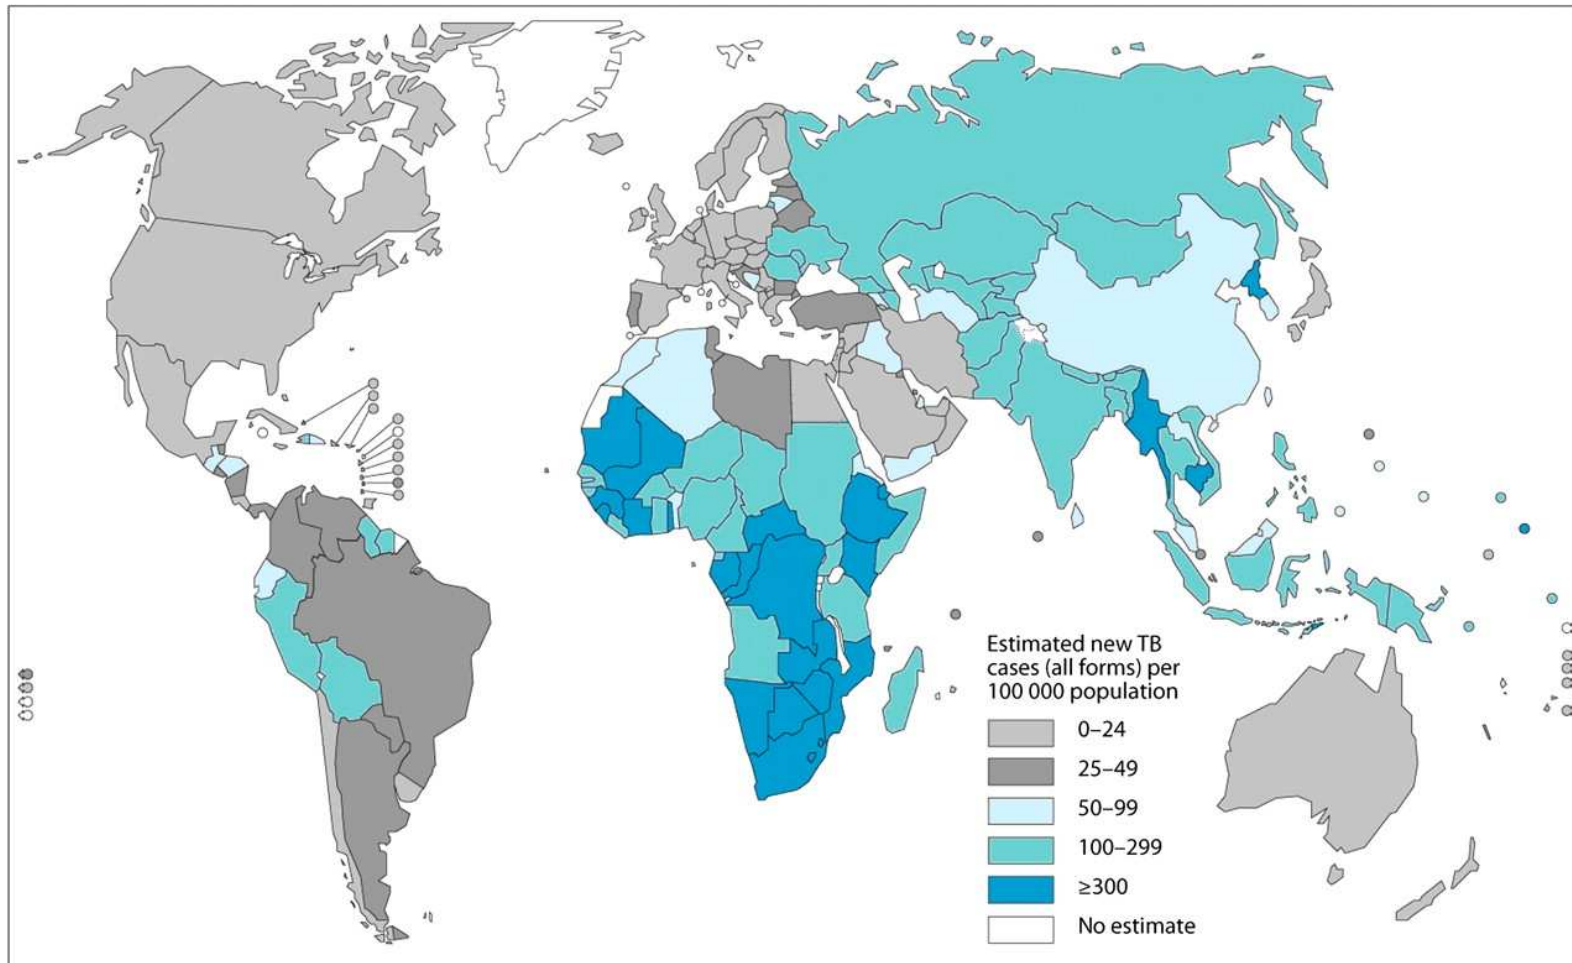 Estimated new TB
cases (all forms) per
100 000 population
0–24
25–49
50–99
100–299
≥300
No estimate